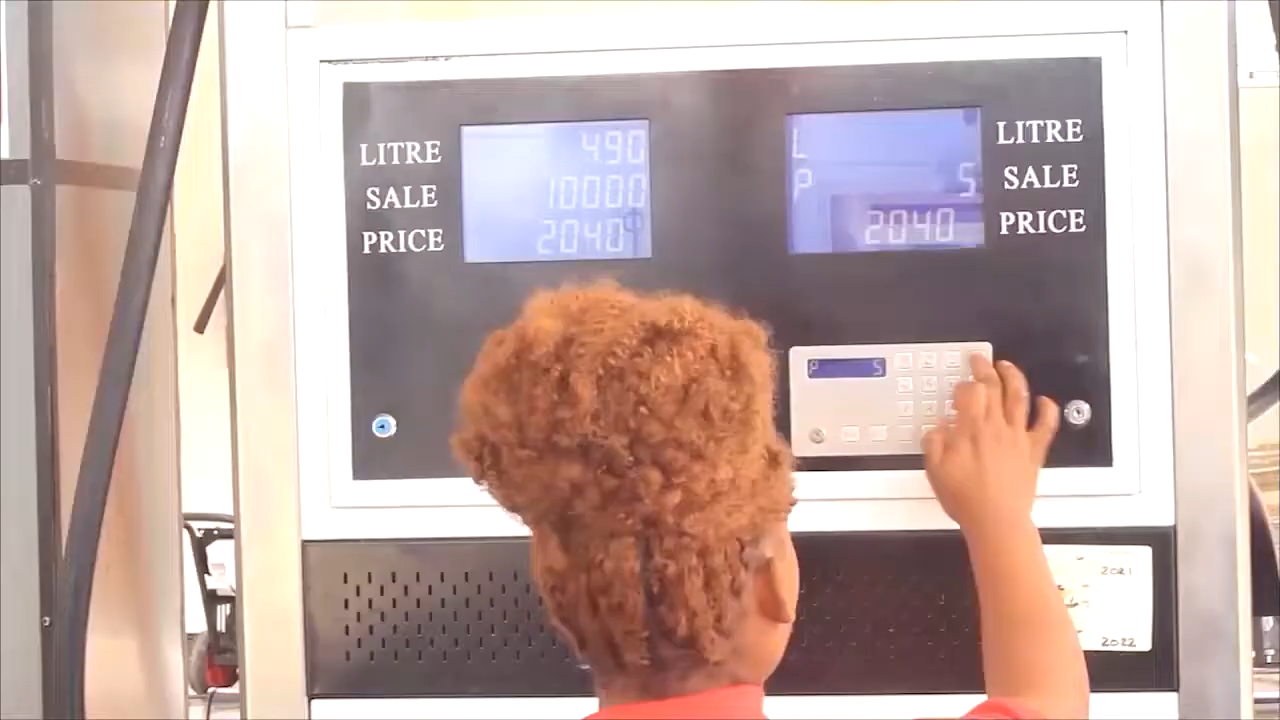 LITRE 490
SALE 10000
PRICE 2040
L LITRE
P 5 SALE
2040 PRICE
P 5
2021
2022